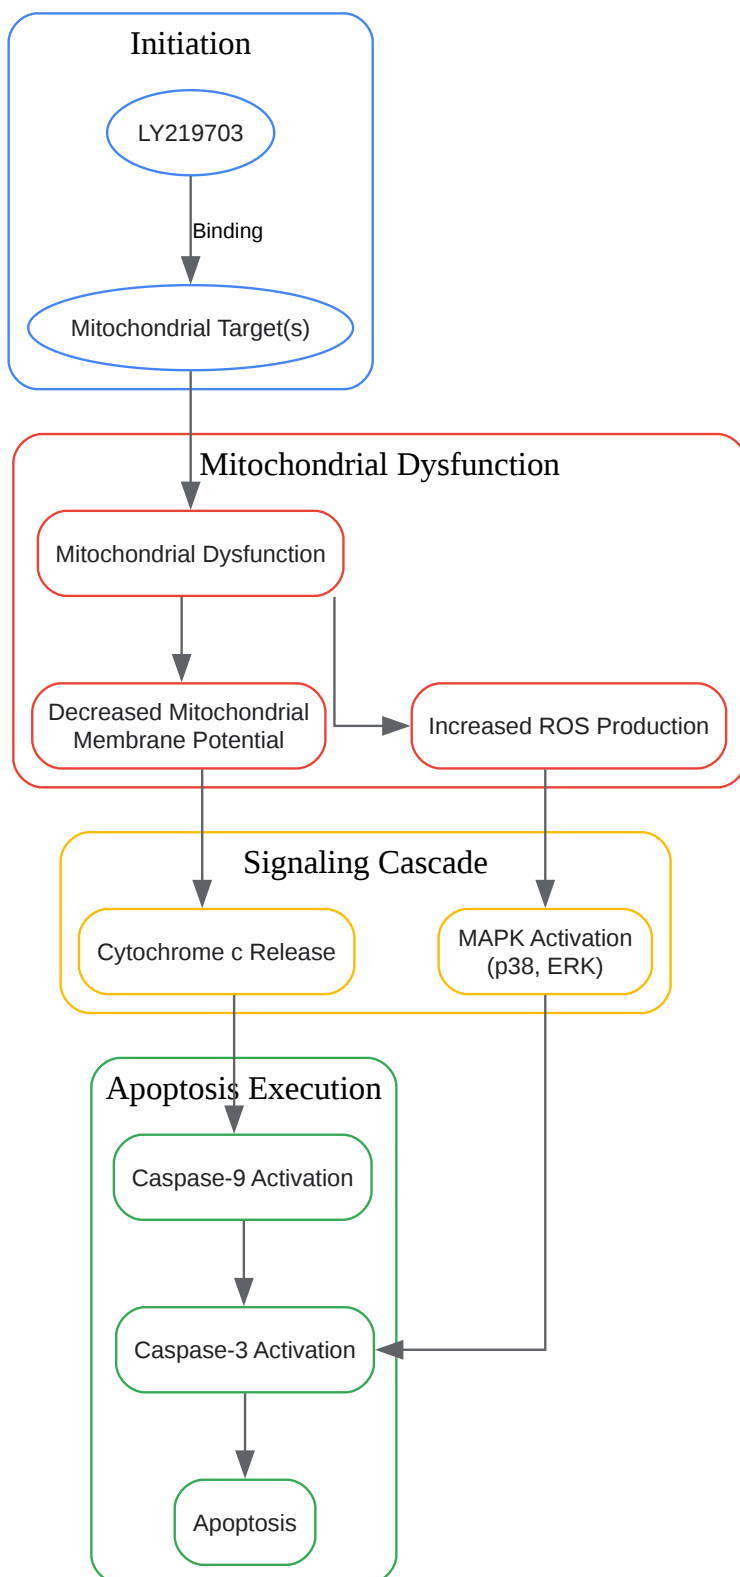 Initiation
LY219703
Binding
Mitochondrial Target(s)
Mitochondrial Dysfunction
Mitochondrial Dysfunction
Decreased Mitochondrial
Membrane Potential
Increased ROS Production
Signaling Cascade
Cytochrome c Release
MAPK Activation
(p38, ERK)
Apoptosis Execution
Caspase-9 Activation
Caspase-3 Activation
Apoptosis